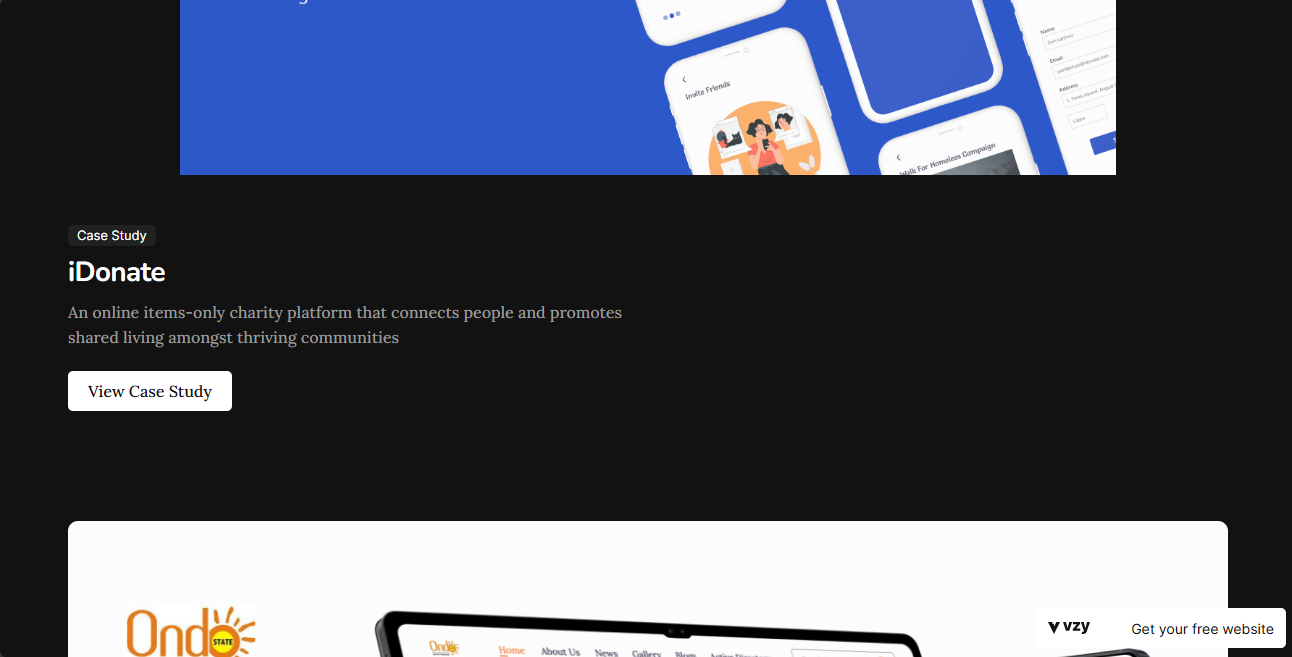 Invite Friends
Walk For Homeless Campaign
Name
Email
Address
Case Study
iDonate
An online items-only charity platform that connects people and promotes
shared living amongst thriving communities
View Case Study
Ondo
STATE
Home About Us News Gallery Blogs
vzy
Get your free website